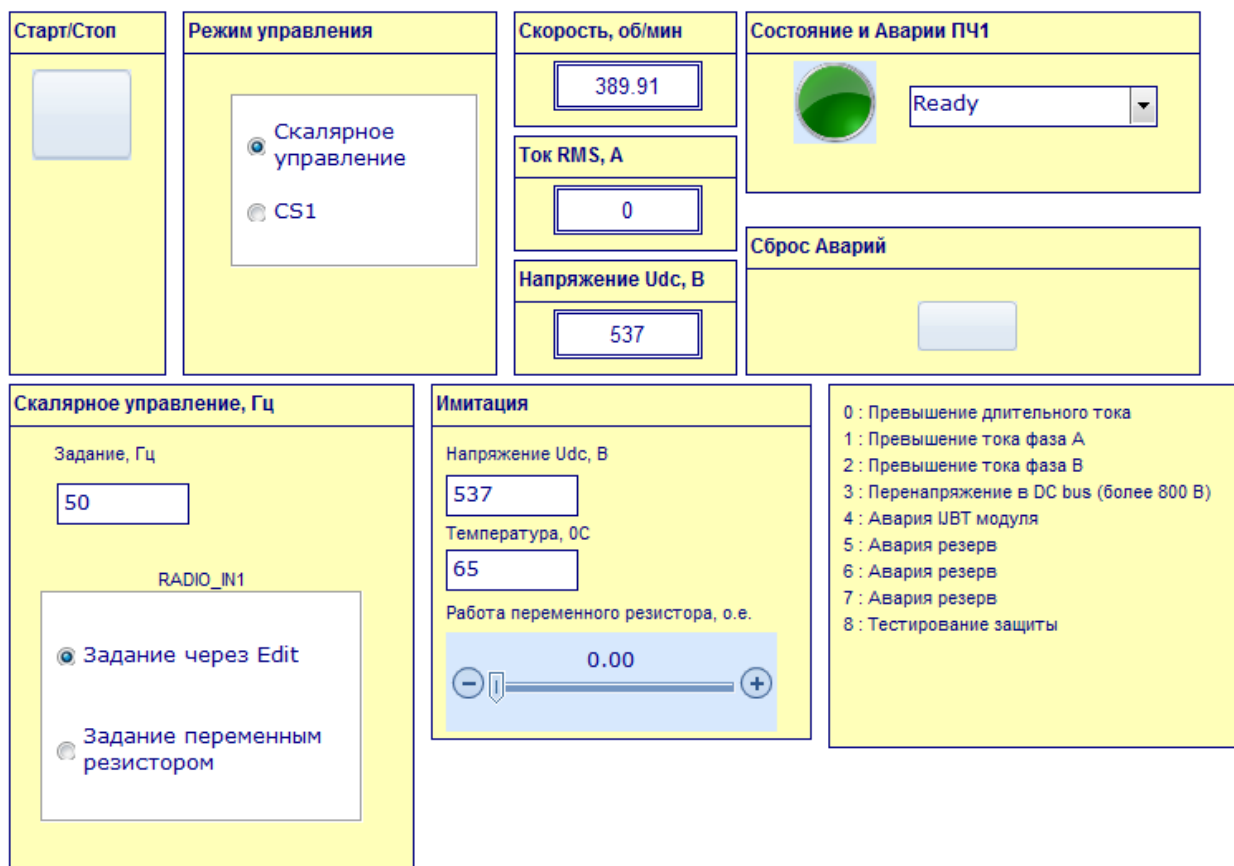 Старт/Стоп
Режим управления
Скалярное
управление
CS1
Скорость, об/мин
389.91
Ток RMS, А
0
Напряжение Udc, В
537
Состояние и Аварии ПЧ1
Ready
Сброс Аварий
Скалярное управление, Гц
Задание, Гц
50
RADIO_IN1
Задание через Edit
Задание переменным
резистором
Имитация
Напряжение Udc, В
537
Температура, 0С
65
Работа переменного резистора, о.е.
0.00
0 : Превышение длительного тока
1 : Превышение тока фаза А
2 : Превышение тока фаза В
3 : Перенапряжение в DC bus (более 800 В)
4 : Авария IJBT модуля
5 : Авария резерв
6 : Авария резерв
7 : Авария резерв
8 : Тестирование защиты